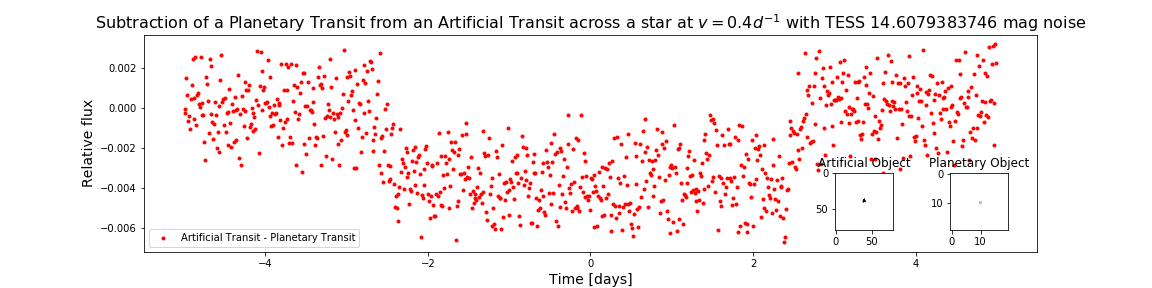 Subtraction of a Planetary Transit from an Artificial Transit across a star at v = 0.4d⁻¹ with TESS 14.6079383746 mag noise
Relative flux
0.002
0.000
−0.002
−0.004
−0.006
Artificial Transit - Planetary Transit
Artificial Object
0
50
0 50
Planetary Object
0
10
0 10
−4 −2 0 2 4
Time [days]